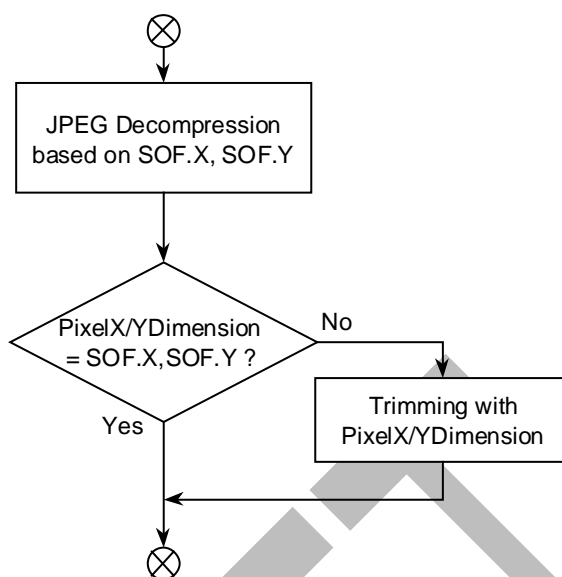 JPEG Decompression
based on SOF.X, SOF.Y
PixelX/YDimension
= SOF.X,SOF.Y ?
No
Yes
Trimming with
PixelX/YDimension